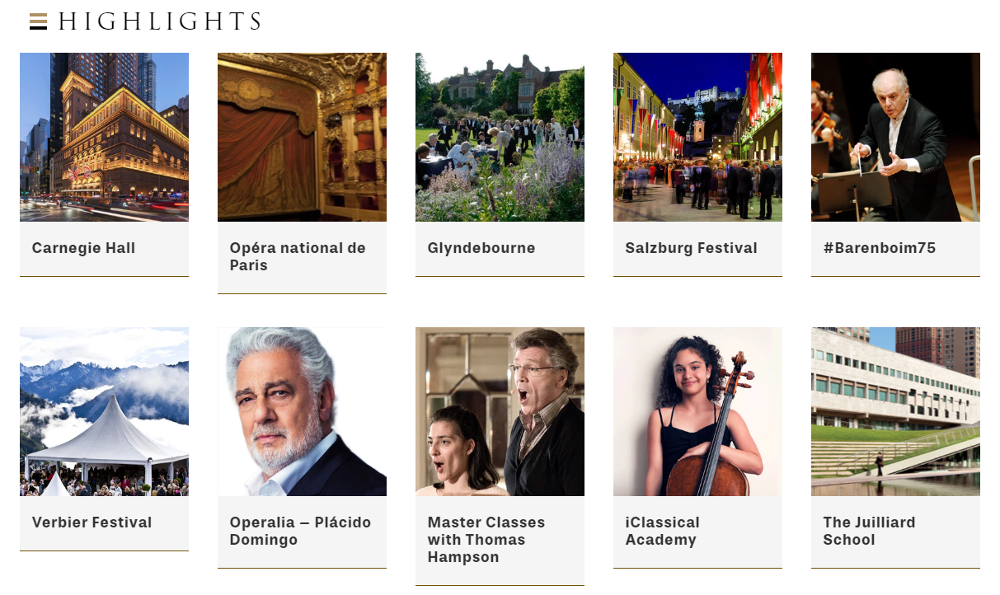 HIGHLIGHTS
Carnegie Hall
Opéra national de
Paris
Glyndebourne
Salzburg Festival
#Barenboim75
Verbier Festival
Operalia – Plácido
Domingo
Master Classes
with Thomas
Hampson
iClassical
Academy
The Juilliard
School